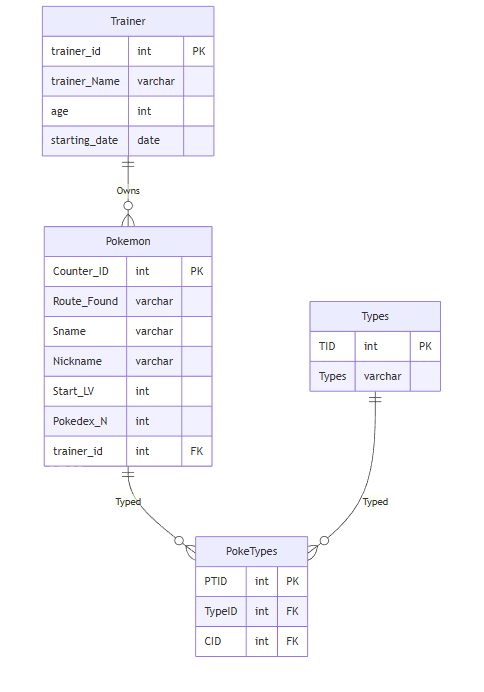 Trainer
trainer_id int PK
trainer_Name varchar
age int
starting_date date
Owns
Pokemon
Counter_ID int PK
Route_Found varchar
Sname varchar
Nickname varchar
Start_LV int
Pokedex_N int
trainer_id int FK
Types
TID int PK
Types varchar
Typed
Typed
PokeTypes
PTID int PK
TypeID int FK
CID int FK